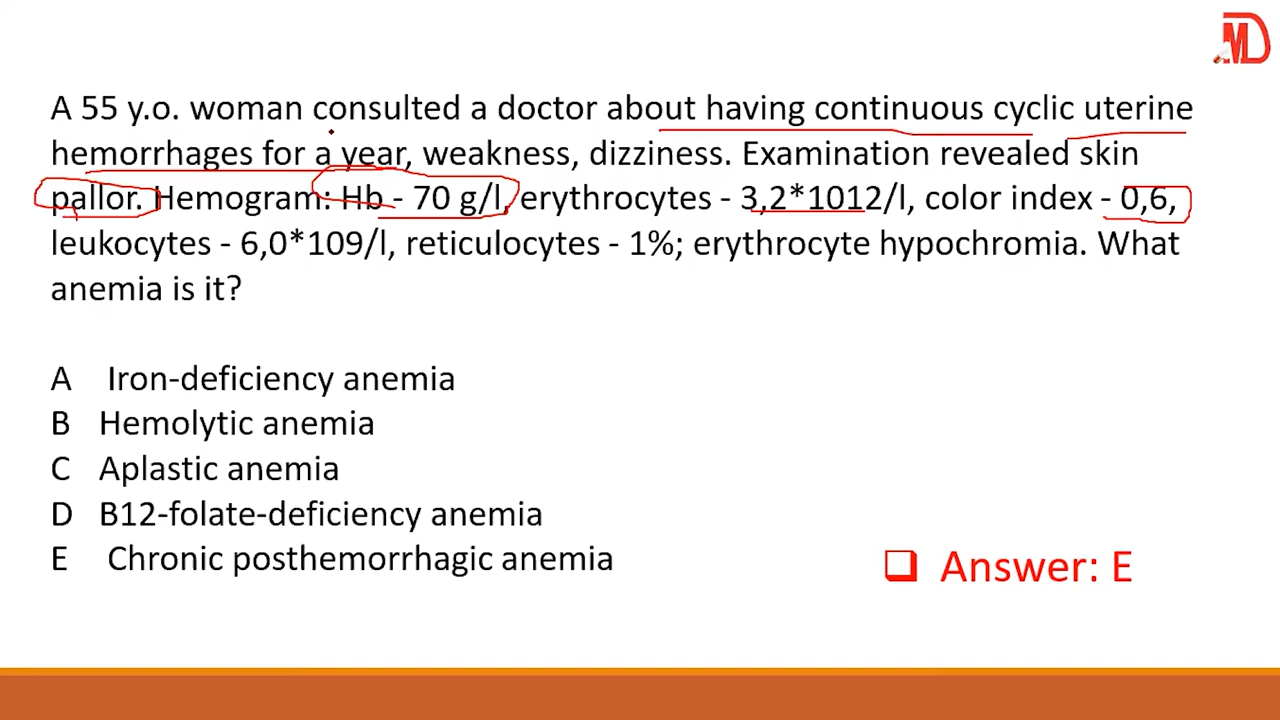 MD
A 55 y.o. woman consulted a doctor about having continuous cyclic uterine
hemorrhages for a year, weakness, dizziness. Examination revealed skin
pallor. Hemogram: Hb - 70 g/l, erythrocytes - 3,2*1012/l, color index - 0,6,
leukocytes - 6,0*109/l, reticulocytes - 1%; erythrocyte hypochromia. What
anemia is it?
A Iron-deficiency anemia
B Hemolytic anemia
C Aplastic anemia
D B12-folate-deficiency anemia
E Chronic posthemorrhagic anemia
❑ Answer: E